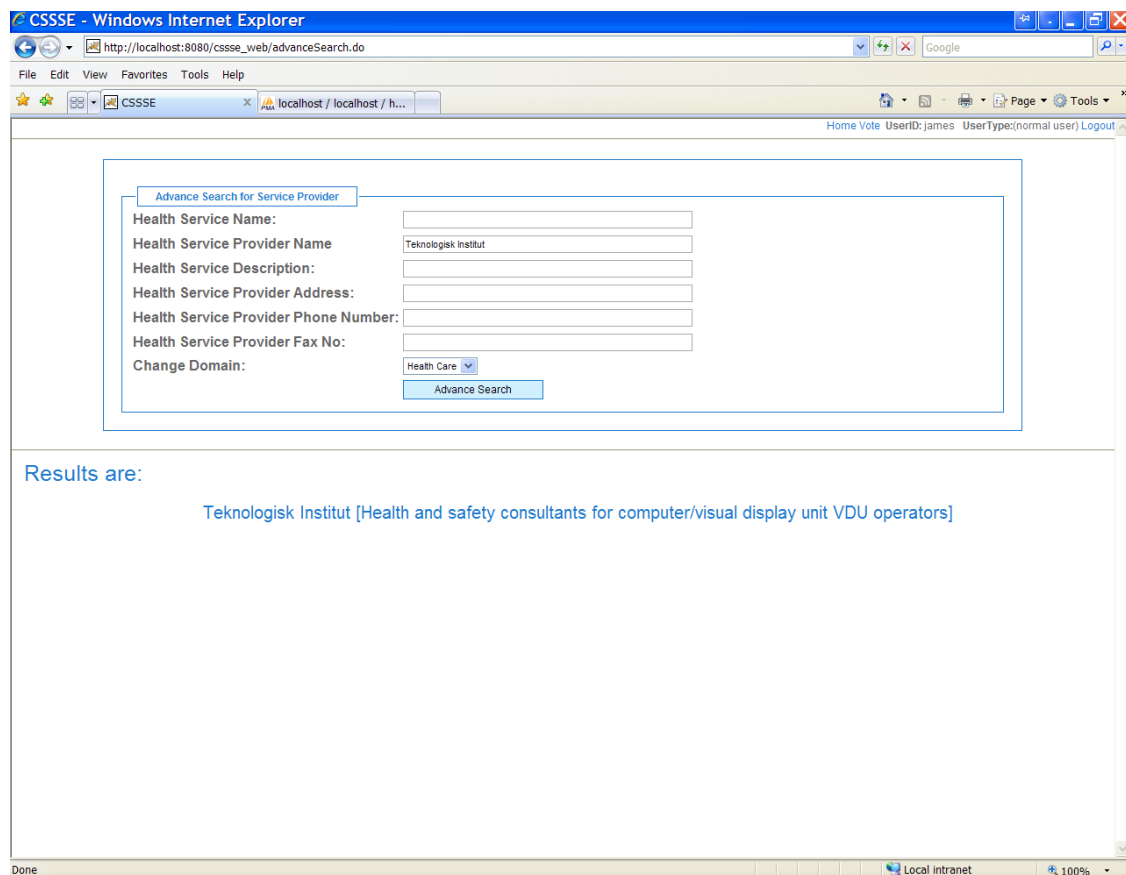 CSSSE - Windows Internet Explorer
http://localhost:8080/cssse_web/advanceSearch.do
Google
File Edit View Favorites Tools Help
CSSSE
localhost / localhost / h...
Page Tools
Home Vote UserID: james UserType:(normal user) Logout
Advance Search for Service Provider
Health Service Name:
Health Service Provider Name
Teknologisk Institut
Health Service Description:
Health Service Provider Address:
Health Service Provider Phone Number:
Health Service Provider Fax No:
Change Domain:
Health Care
Advance Search
Results are:
Teknologisk Institut [Health and safety consultants for computer/visual display unit VDU operators]
Done
Local intranet
100%